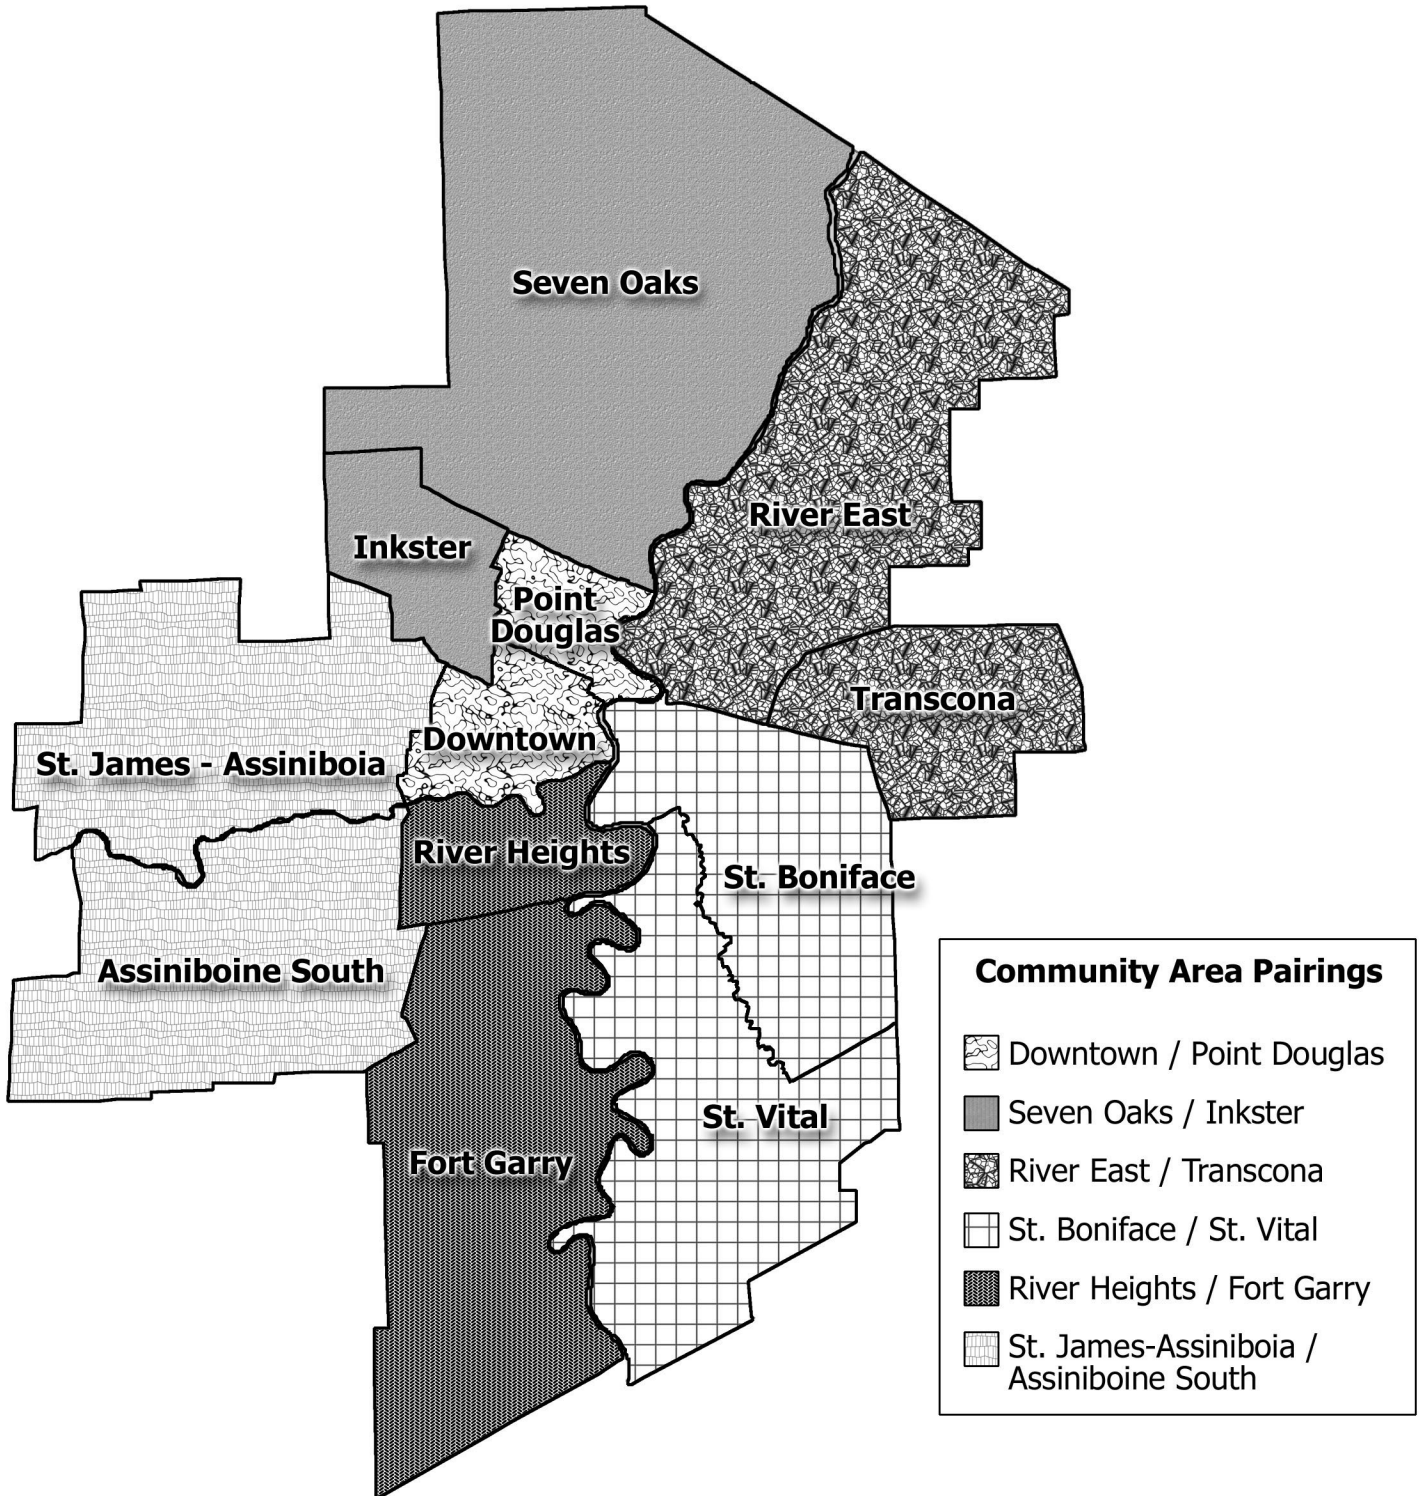 Seven Oaks
River East
Inkster
Point
Douglas
Transcona
Downtown
St. James - Assiniboia
River Heights
St. Boniface
Assiniboine South
St. Vital
Fort Garry
Community Area Pairings
Downtown / Point Douglas
Seven Oaks / Inkster
River East / Transcona
St. Boniface / St. Vital
River Heights / Fort Garry
St. James-Assiniboia /
Assiniboine South